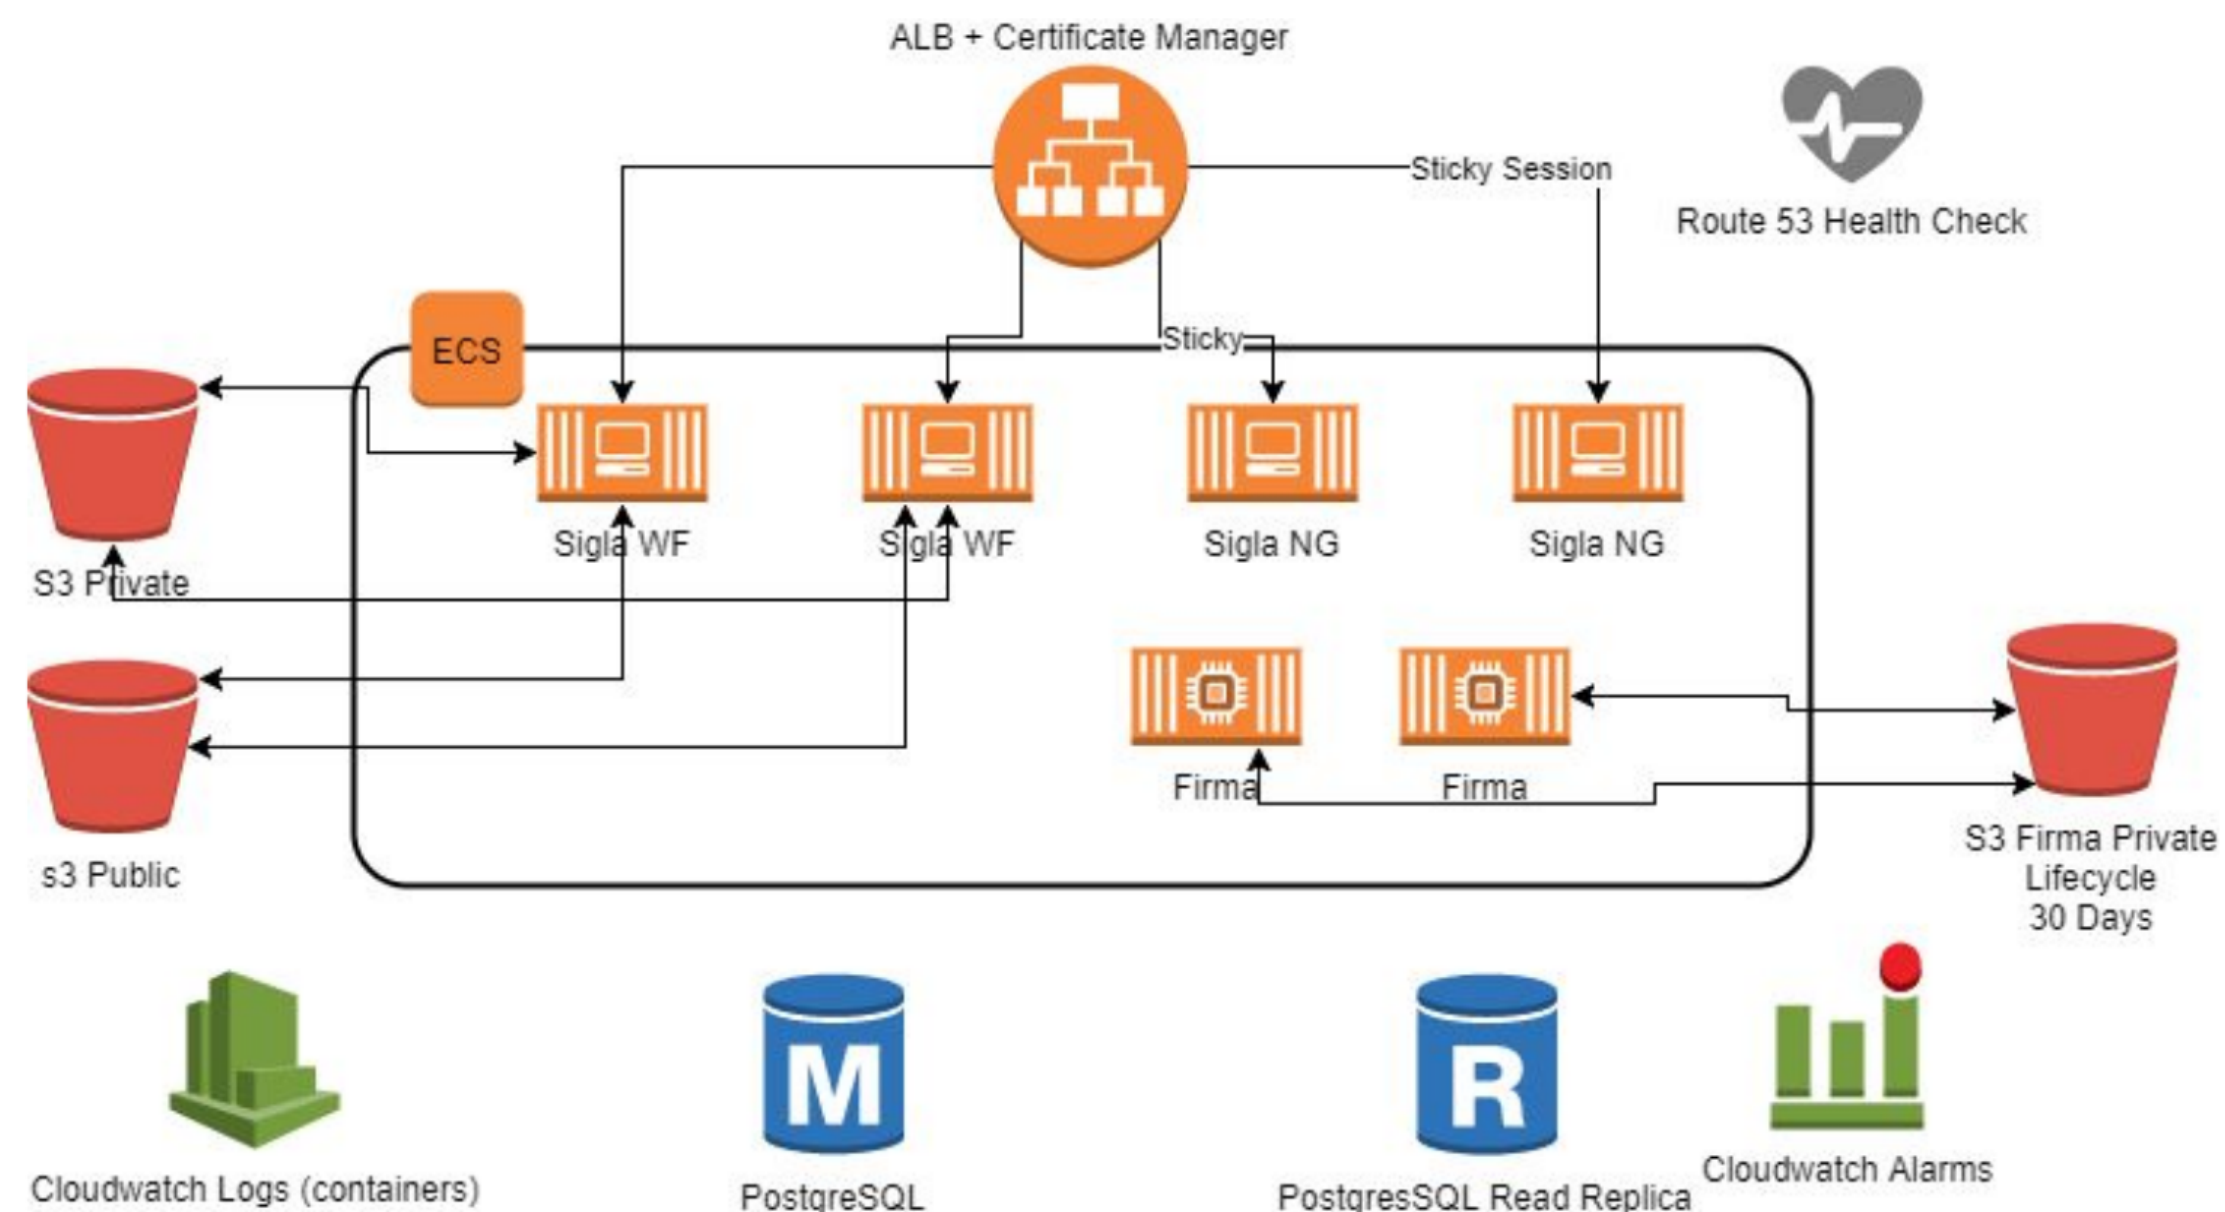 ALB + Certificate Manager
Sticky Session
Route 53 Health Check
Sticky
ECS
Sigla WF
Sigla WF
Sigla NG
Sigla NG
S3 Private
Firma
Firma
s3 Public
S3 Firma Private
Lifecycle
30 Days
M
R
Cloudwatch Logs (containers)
PostgreSQL
PostgresSQL Read Replica
Cloudwatch Alarms